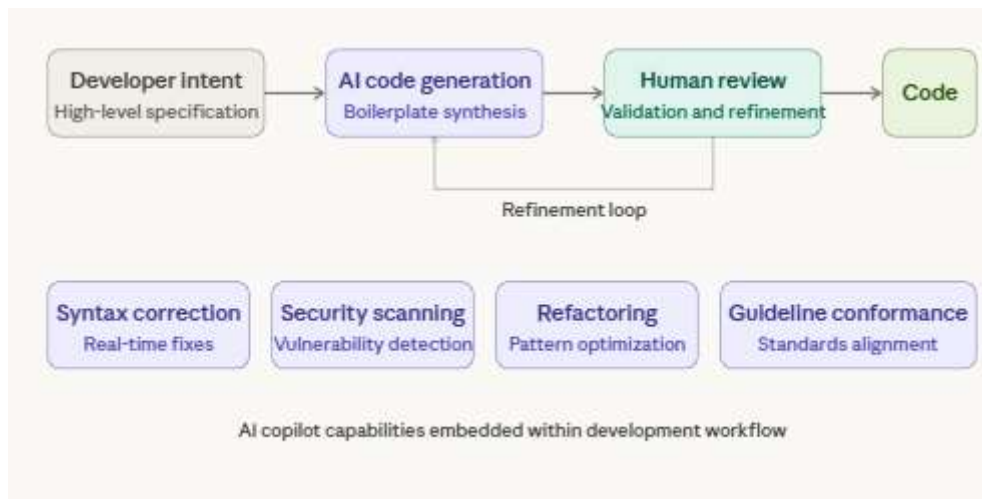 Developer intent
High-level specification
AI code generation
Boilerplate synthesis
Human review
Validation and refinement
Code
Refinement loop
Syntax correction
Real-time fixes
Security scanning
Vulnerability detection
Refactoring
Pattern optimization
Guideline conformance
Standards alignment
AI copilot capabilities embedded within development workflow